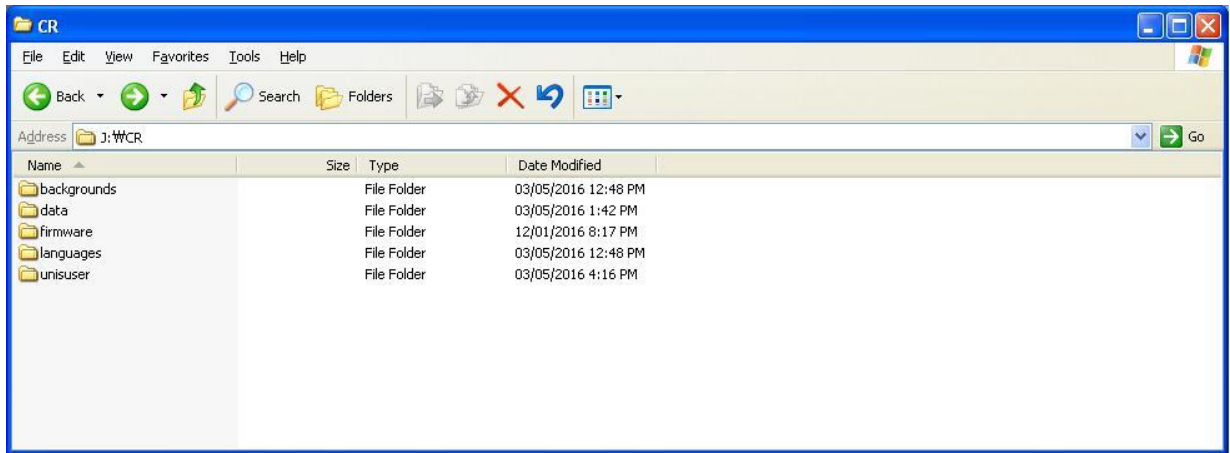 CR
File Edit View Favorites Tools Help
Back Search Folders
Address J:₩CR Go
Name Size Type Date Modified
backgrounds File Folder 03/05/2016 12:48 PM
data File Folder 03/05/2016 1:42 PM
firmware File Folder 12/01/2016 8:17 PM
languages File Folder 03/05/2016 12:48 PM
unisuser File Folder 03/05/2016 4:16 PM